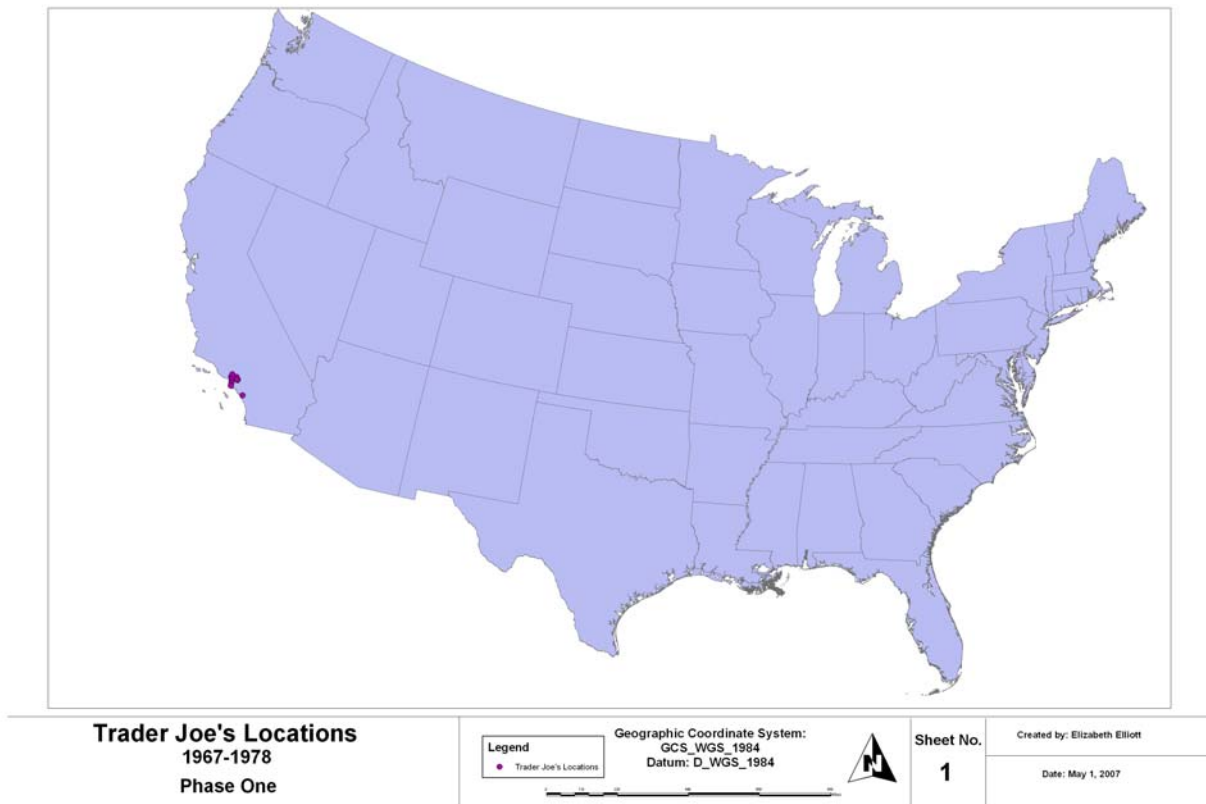 Trader Joe's Locations
1967-1978
Phase One
Legend
Trader Joe's Locations
Geographic Coordinate System:
GCS_WGS_1984
Datum: D_WGS_1984
N
Sheet No.
1
Created by: Elizabeth Elliott
Date: May 1, 2007